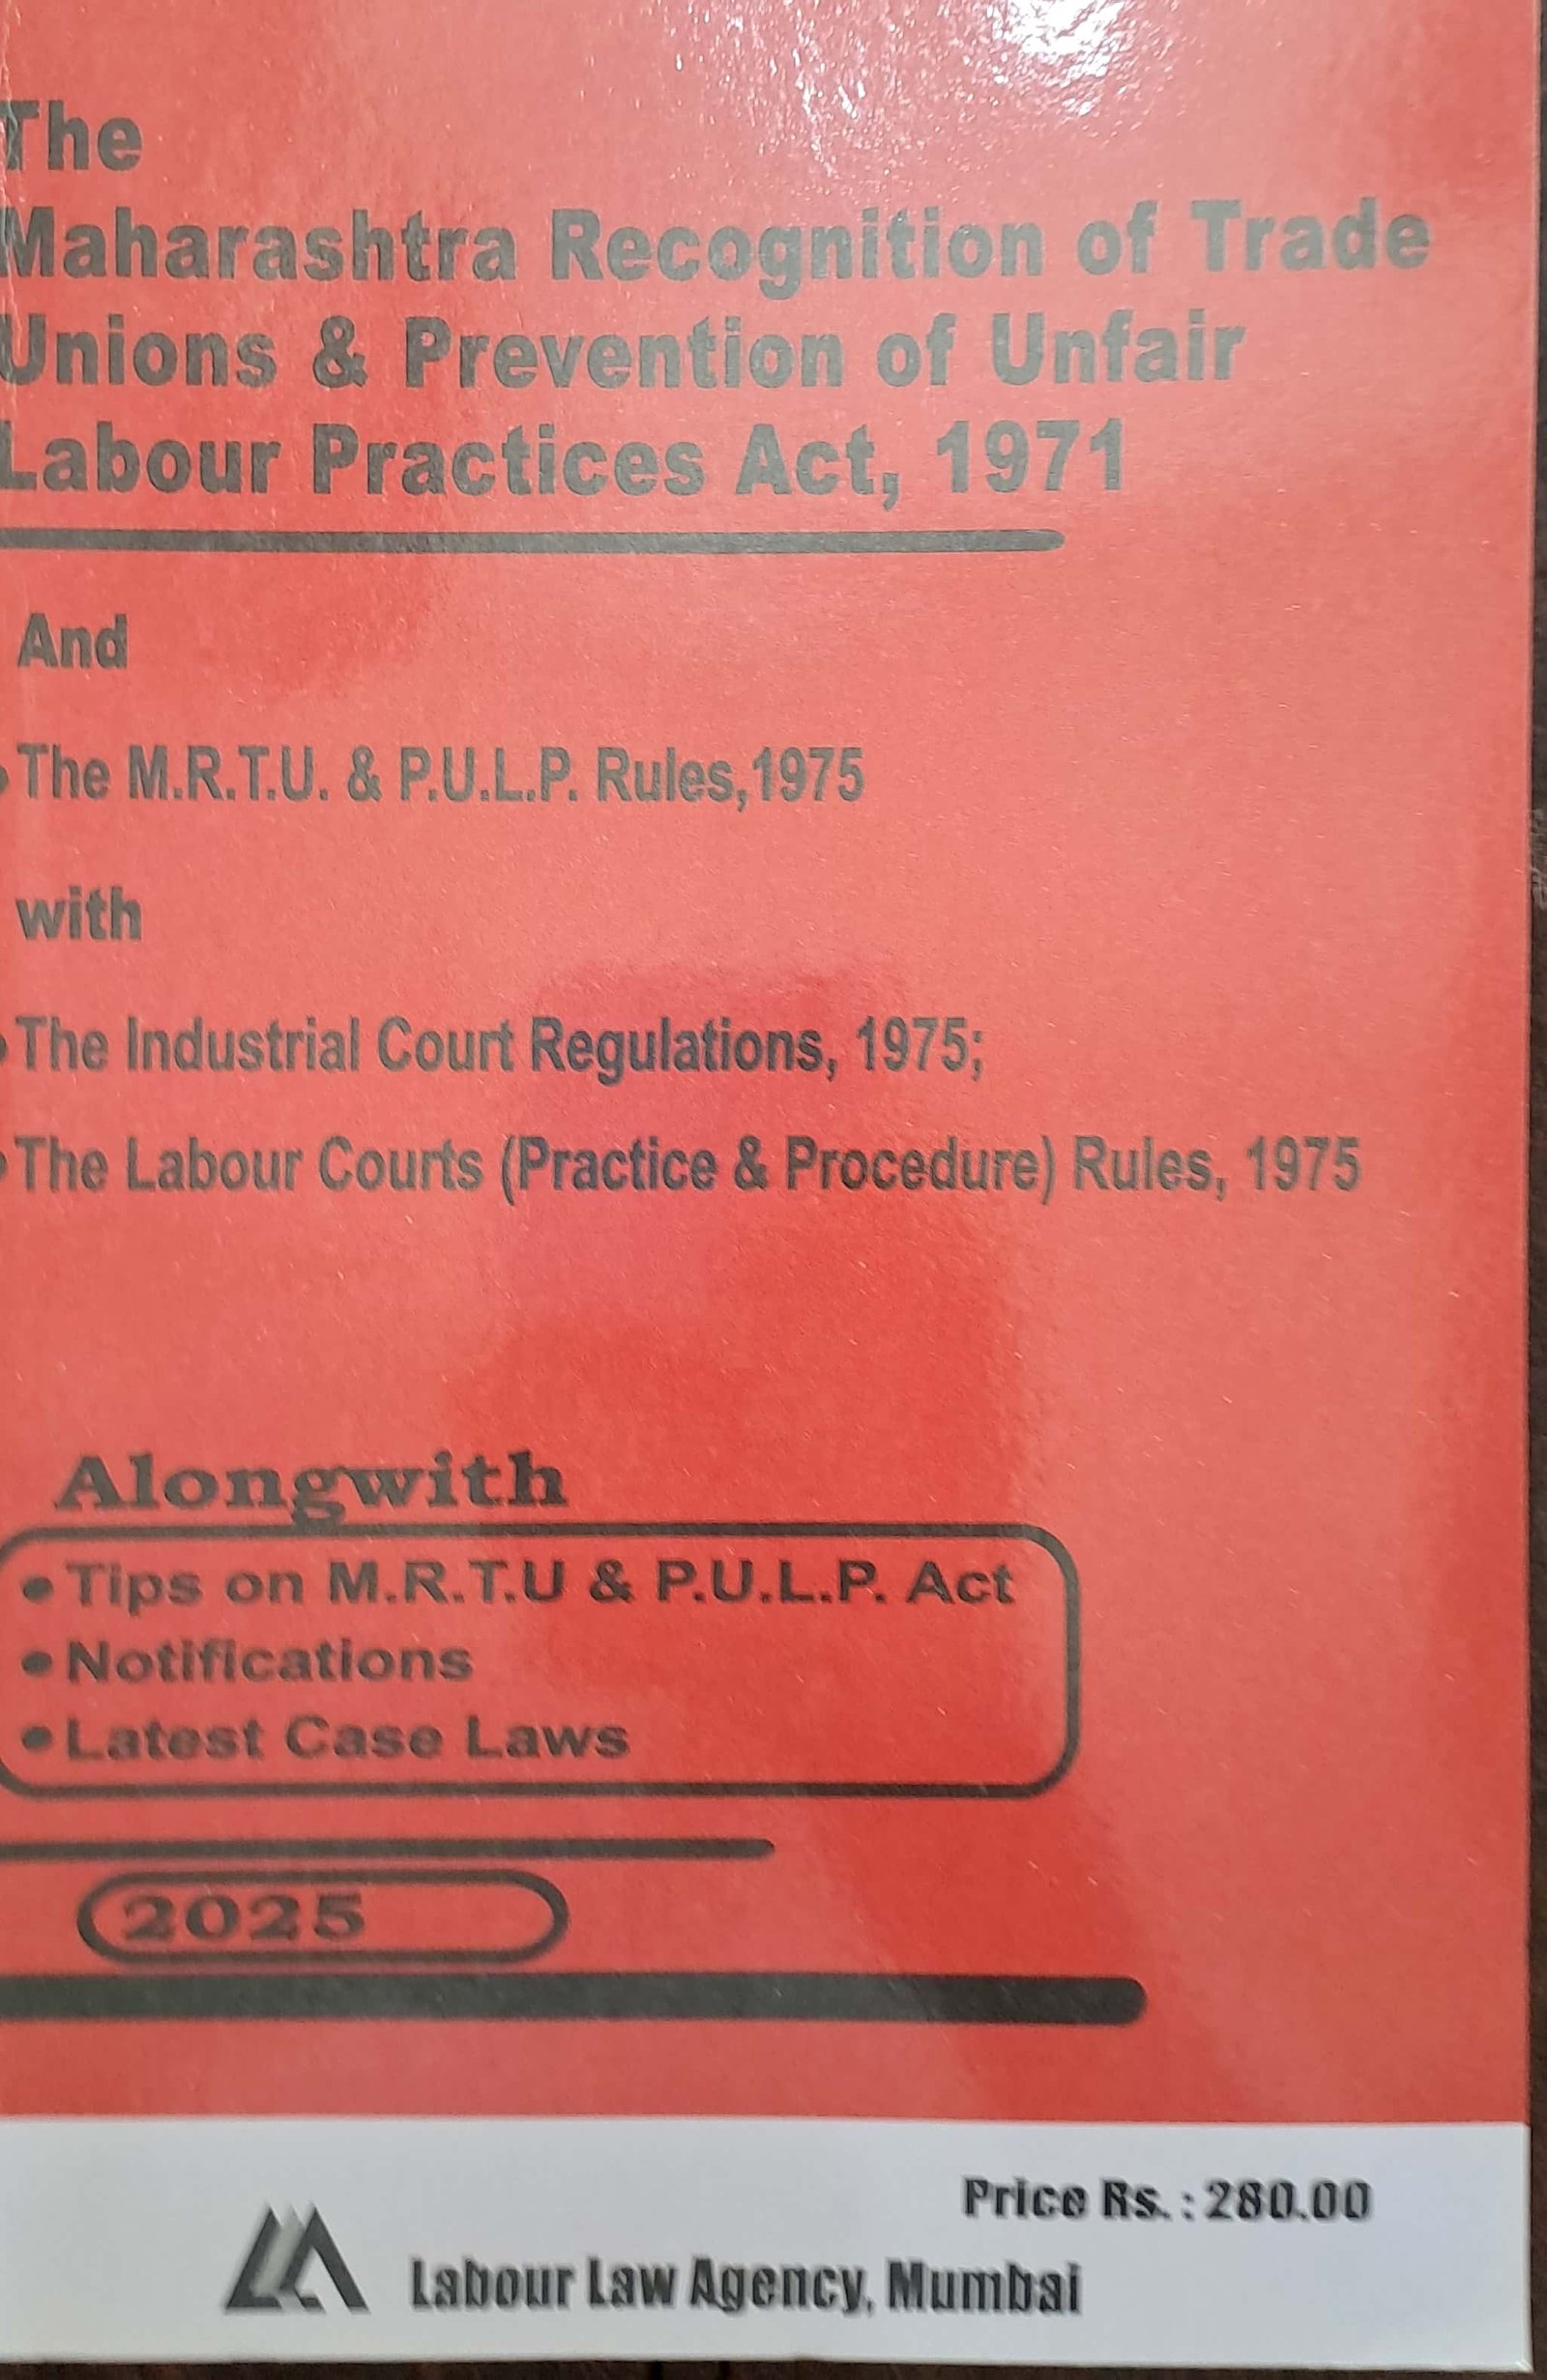 The
Maharashtra Recognition of Trade
Unions & Prevention of Unfair
Labour Practices Act, 1971
And
• The M.R.T.U. & P.U.L.P. Rules,1975
with
• The Industrial Court Regulations, 1975;
• The Labour Courts (Practice & Procedure) Rules, 1975
Alongwith
• Tips on M.R.T.U & P.U.L.P. Act
• Notifications
• Latest Case Laws
2025
Price Rs. : 280.00
Labour Law Agency, Mumbai